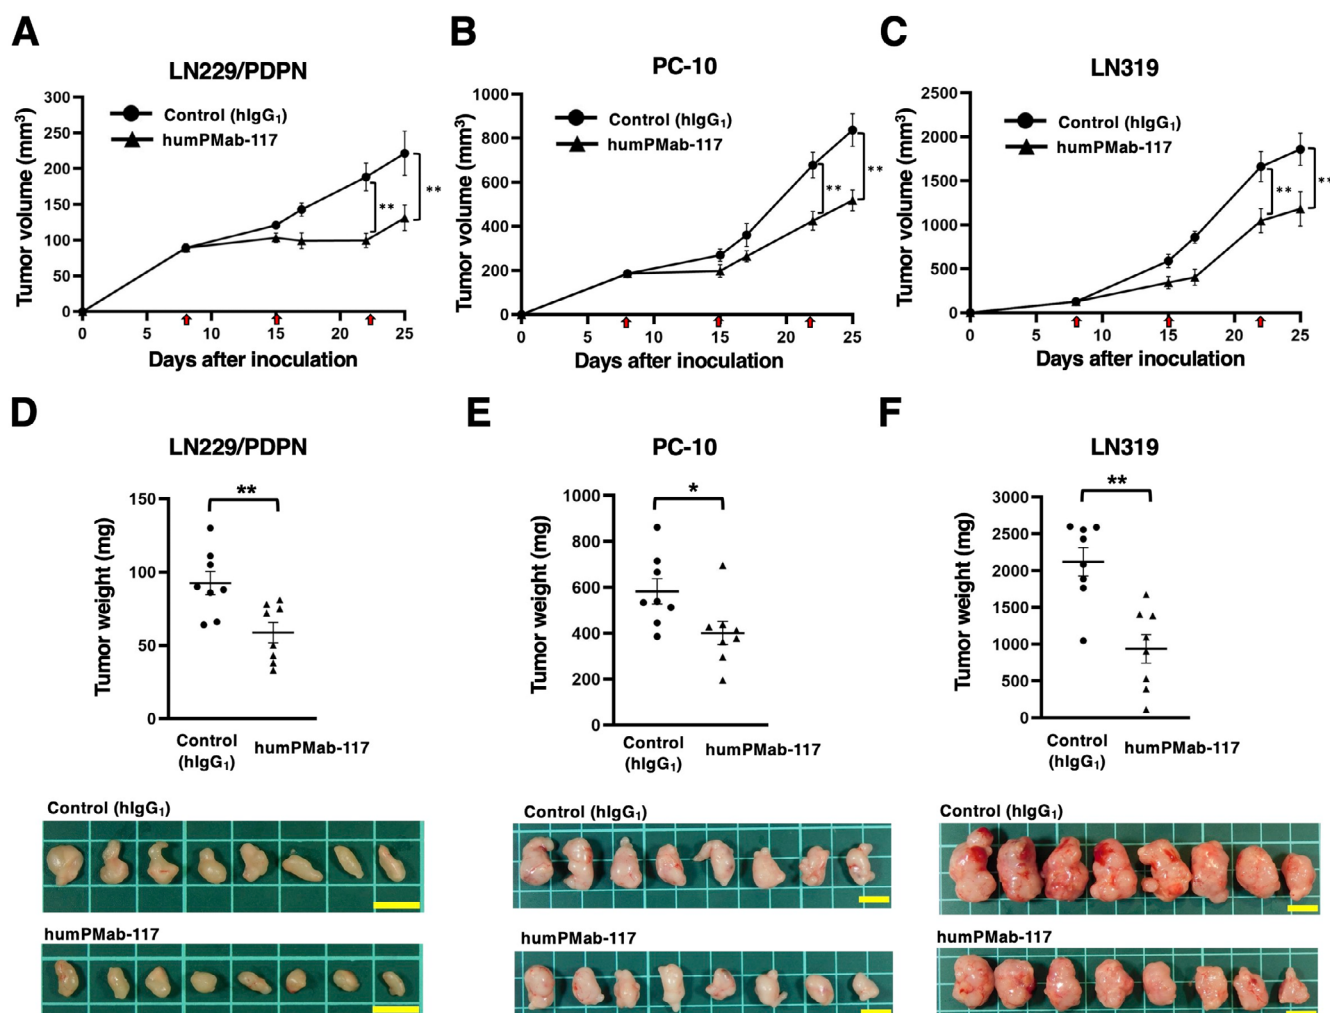 A
LN229/PDPN
Control (hIgG1)
humPMab-117
Tumor volume (mm3)
300
250
200
150
100
50
0
0 5 10 15 20 25
Days after inoculation
**
**
B
PC-10
Control (hIgG1)
humPMab-117
Tumor volume (mm3)
1000
800
600
400
200
0
0 5 10 15 20 25
Days after inoculation
**
**
C
LN319
Control (hIgG1)
humPMab-117
Tumor volume (mm3)
2500
2000
1500
1000
500
0
0 5 10 15 20 25
Days after inoculation
**
**
D
LN229/PDPN
**
Tumor weight (mg)
150
100
50
0
Control
(hIgG1)
humPMab-117
Control (hIgG1)
humPMab-117
E
PC-10
*
Tumor weight (mg)
1000
800
600
400
200
0
Control
(hIgG1)
humPMab-117
Control (hIgG1)
humPMab-117
F
LN319
**
Tumor weight (mg)
3000
2500
2000
1500
1000
500
0
Control
(hIgG1)
humPMab-117
Control (hIgG1)
humPMab-117